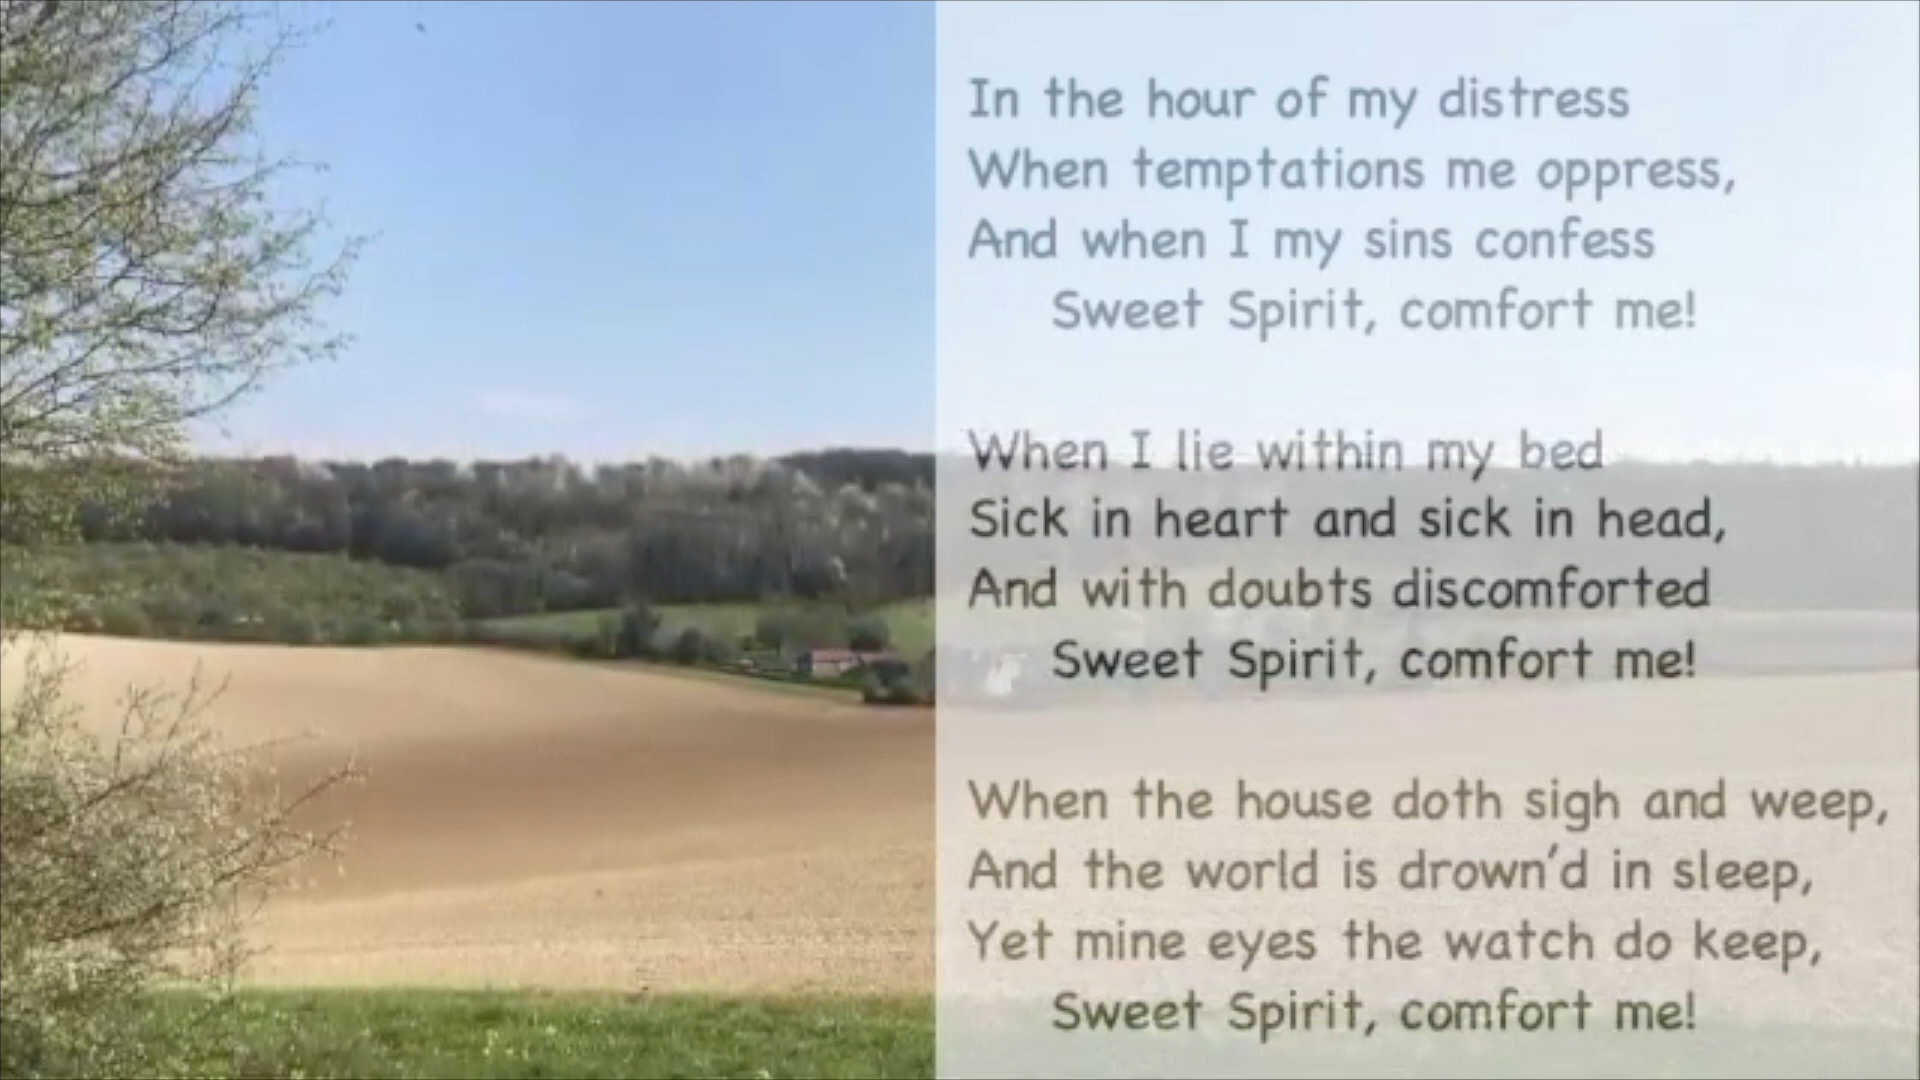 In the hour of my distress
When temptations me oppress,
And when I my sins confess
Sweet Spirit, comfort me!
When I lie within my bed
Sick in heart and sick in head,
And with doubts discomforted
Sweet Spirit, comfort me!
When the house doth sigh and weep,
And the world is drown’d in sleep,
Yet mine eyes the watch do keep,
Sweet Spirit, comfort me!